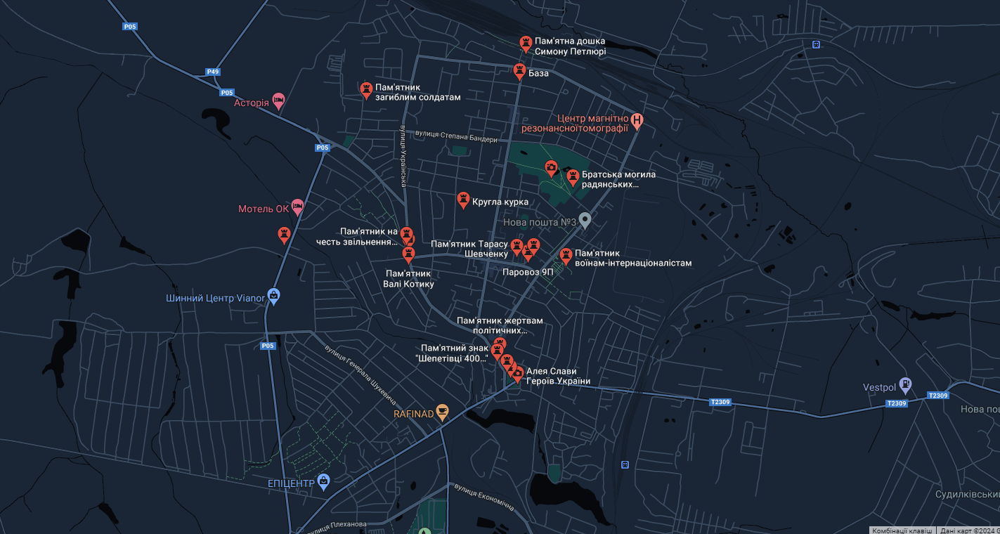 P05
Пам'ятна дошка
Симону Петлюрі
P49
База
P05
Пам'ятник
загиблим солдатам
Асторія
Центр магнітно
резонансноїтомографії
вулиця Степана Бандери
вулиця Українська
P05
Братська могила
радянських...
Кругла курка
Мотель ОК
Нова пошта №3
Пам'ятник на
честь звільнення...
Пам'ятник Тарасу
Шевченку
Пам'ятник
воїнам-інтернаціоналістам
Паровоз 9П
Пам'ятник
Валі Котику
Шинний Центр Vianor
Пам'ятник жертвам
політичних...
P05
Пам'ятний знак
"Шепетівці 400..."
вулиця Генерала Шухевича
Алея Слави
Героїв України
Vestpol
T2309
T2309
T2309
Нова пош
RAFINAD
ЕПІЦЕНТР
вулиця Економічна
Судилківський
вулиця Плеханова
Комбінації клавіш
Дані карт ©2024 G